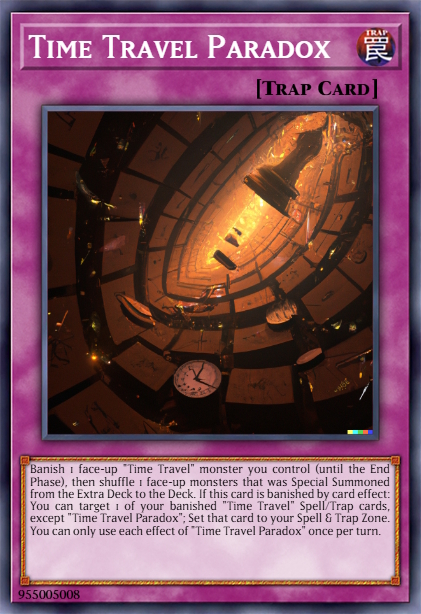 Time Travel Paradox
TRAP
罠
[Trap Card]
Banish 1 face-up "Time Travel" monster you control (until the End
Phase), then shuffle 1 face-up monsters that was Special Summoned
from the Extra Deck to the Deck. If this card is banished by card effect:
You can target 1 of your banished "Time Travel" Spell/Trap cards,
except "Time Travel Paradox"; Set that card to your Spell & Trap Zone.
You can only use each effect of "Time Travel Paradox" once per turn.
955005008